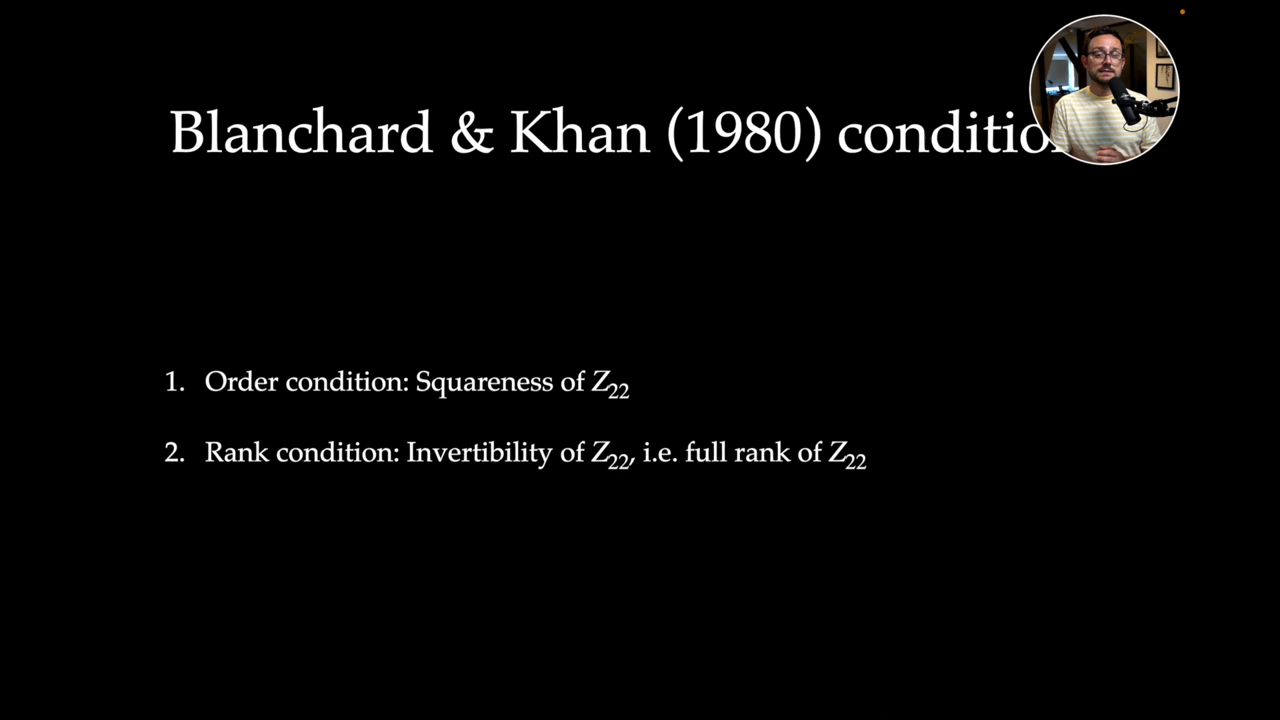 Blanchard & Khan (1980)
1. Order condition: Squareness of Z₂₂
2. Rank condition: Invertibility of Z₂₂, i.e. full rank of Z₂₂